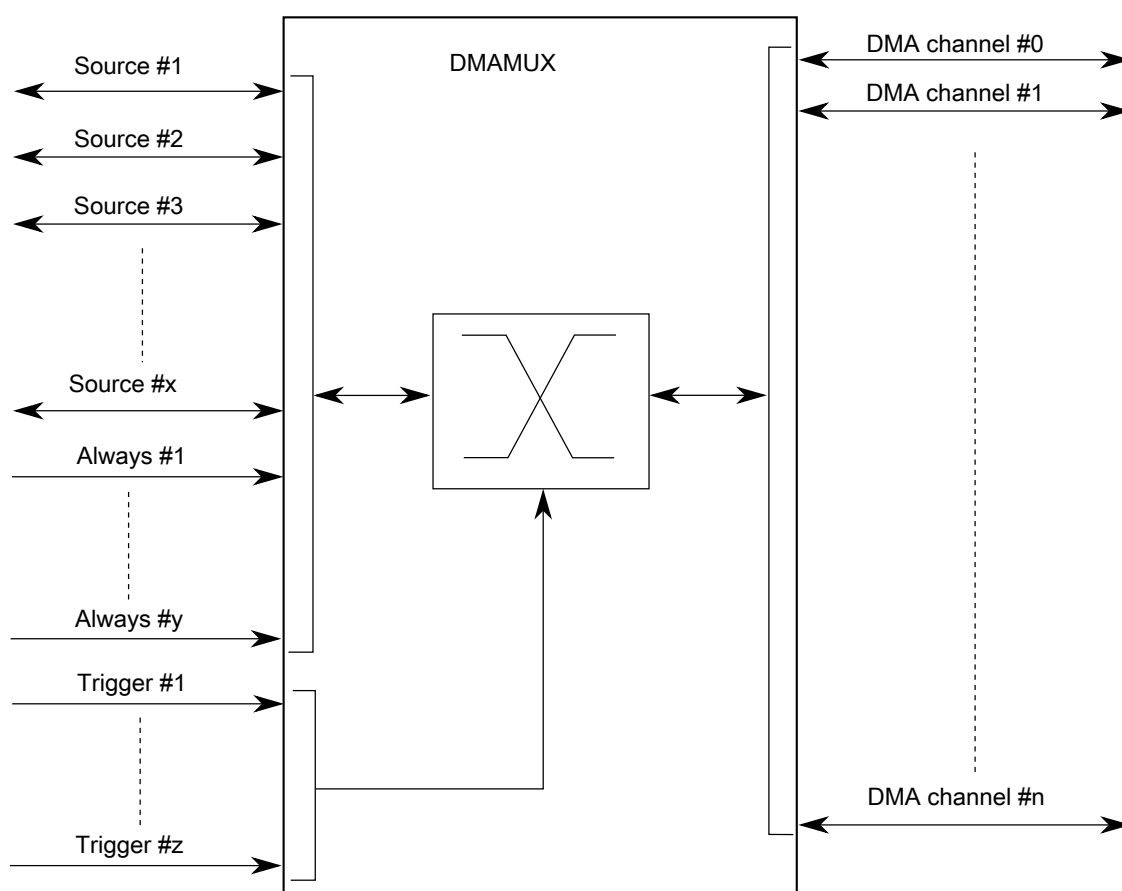 DMAMUX
Source #1
Source #2
Source #3
Source #x
Always #1
Always #y
Trigger #1
Trigger #z
DMA channel #0
DMA channel #1
DMA channel #n